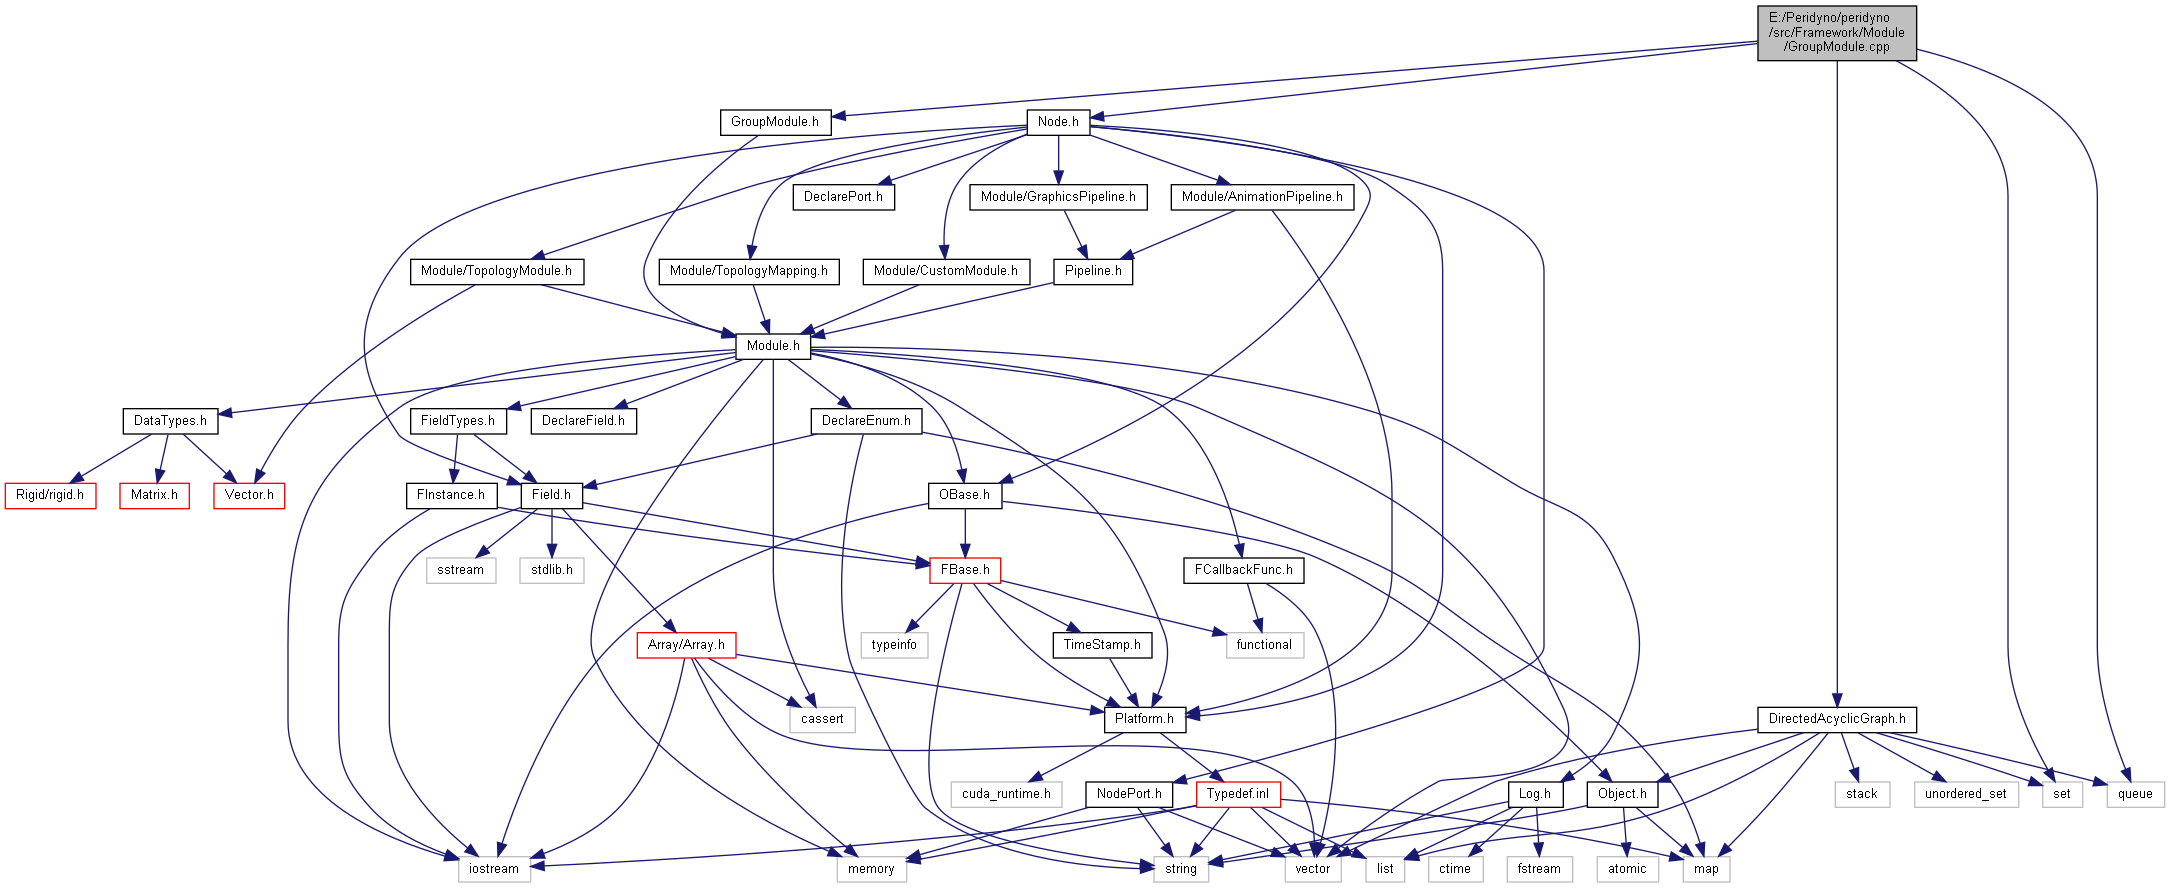 E:/Peridyno/peridyno
/src/Framework/Module
/GroupModule.cpp
GroupModule.h
Node.h
DeclarePort.h
Module/GraphicsPipeline.h
Module/AnimationPipeline.h
Module/TopologyModule.h
Module/TopologyMapping.h
Module/CustomModule.h
Pipeline.h
Module.h
DataTypes.h
FieldTypes.h
DeclareField.h
DeclareEnum.h
Rigid/rigid.h
Matrix.h
Vector.h
FInstance.h
Field.h
OBase.h
sstream
stdlib.h
FBase.h
FCallbackFunc.h
Array/Array.h
typeinfo
TimeStamp.h
functional
cassert
Platform.h
DirectedAcyclicGraph.h
cuda_runtime.h
NodePort.h
Typedef.inl
Log.h
Object.h
stack
unordered_set
set
queue
iostream
memory
string
vector
list
ctime
fstream
atomic
map